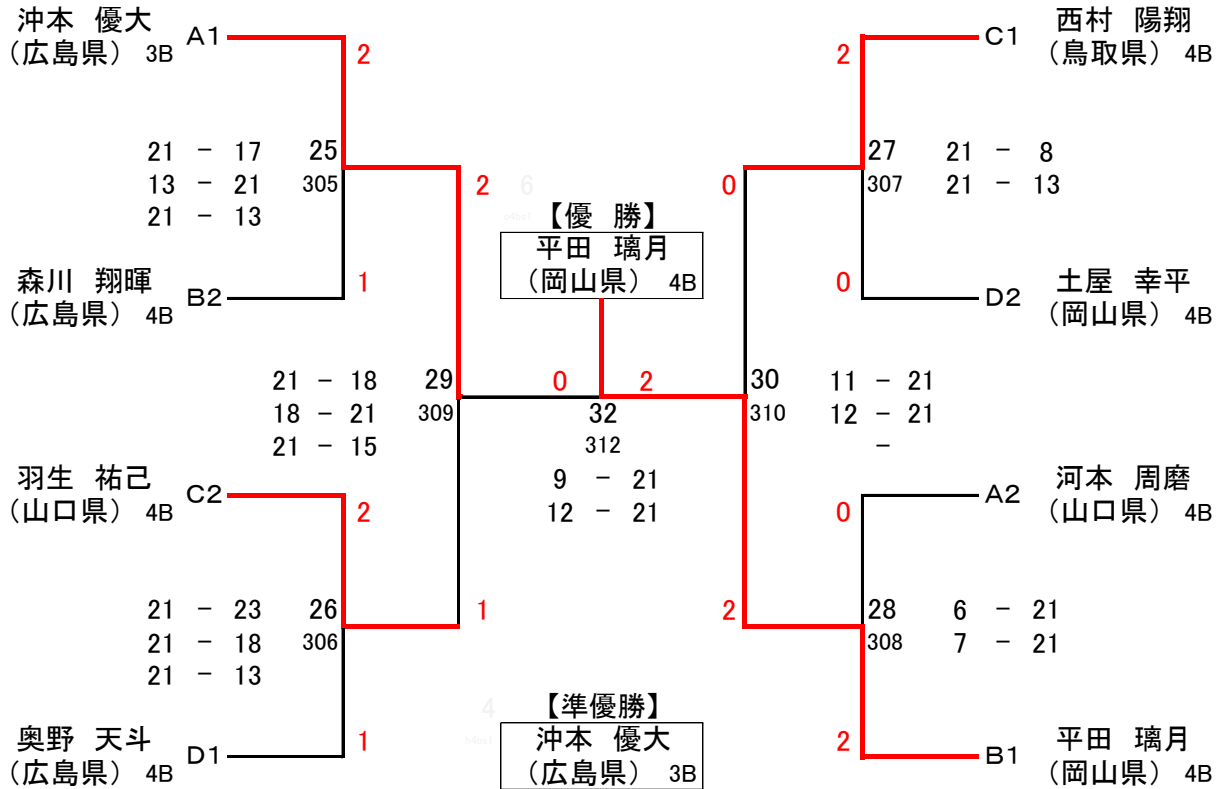 沖本 優大
(広島県) 3B
A1
2
21 - 17
13 - 21
21 - 13
25
305
森川 翔暉
(広島県) 4B
B2
1
2
21 - 18
18 - 21
21 - 15
29
309
羽生 祐己
(山口県) 4B
C2
2
21 - 23
21 - 18
21 - 13
26
306
1
奥野 天斗
(広島県) 4B
D1
1
6
【優 勝】
平田 璃月
(岡山県) 4B
0
2
32
312
9 - 21
12 - 21
4
【準優勝】
沖本 優大
(広島県) 3B
西村 陽翔
(鳥取県) 4B
C1
2
27
307
21 - 8
21 - 13
0
土屋 幸平
(岡山県) 4B
D2
0
30
310
11 - 21
12 - 21
-
河本 周磨
(山口県) 4B
A2
0
28
308
6 - 21
7 - 21
2
平田 璃月
(岡山県) 4B
B1
2